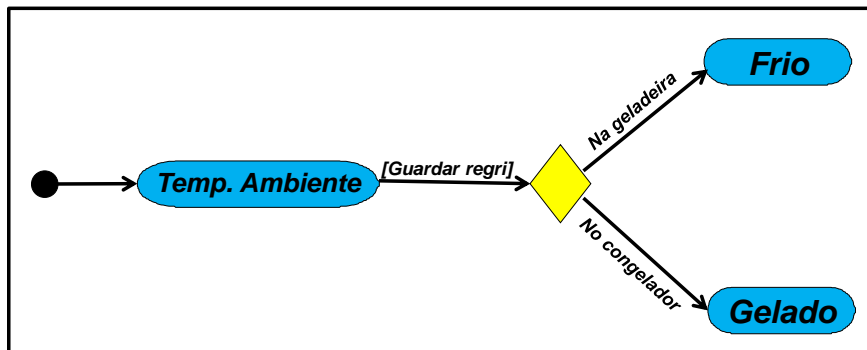 Temp. Ambiente
[Guardar regri]
Na geladeira
Frio
No congelador
Gelado